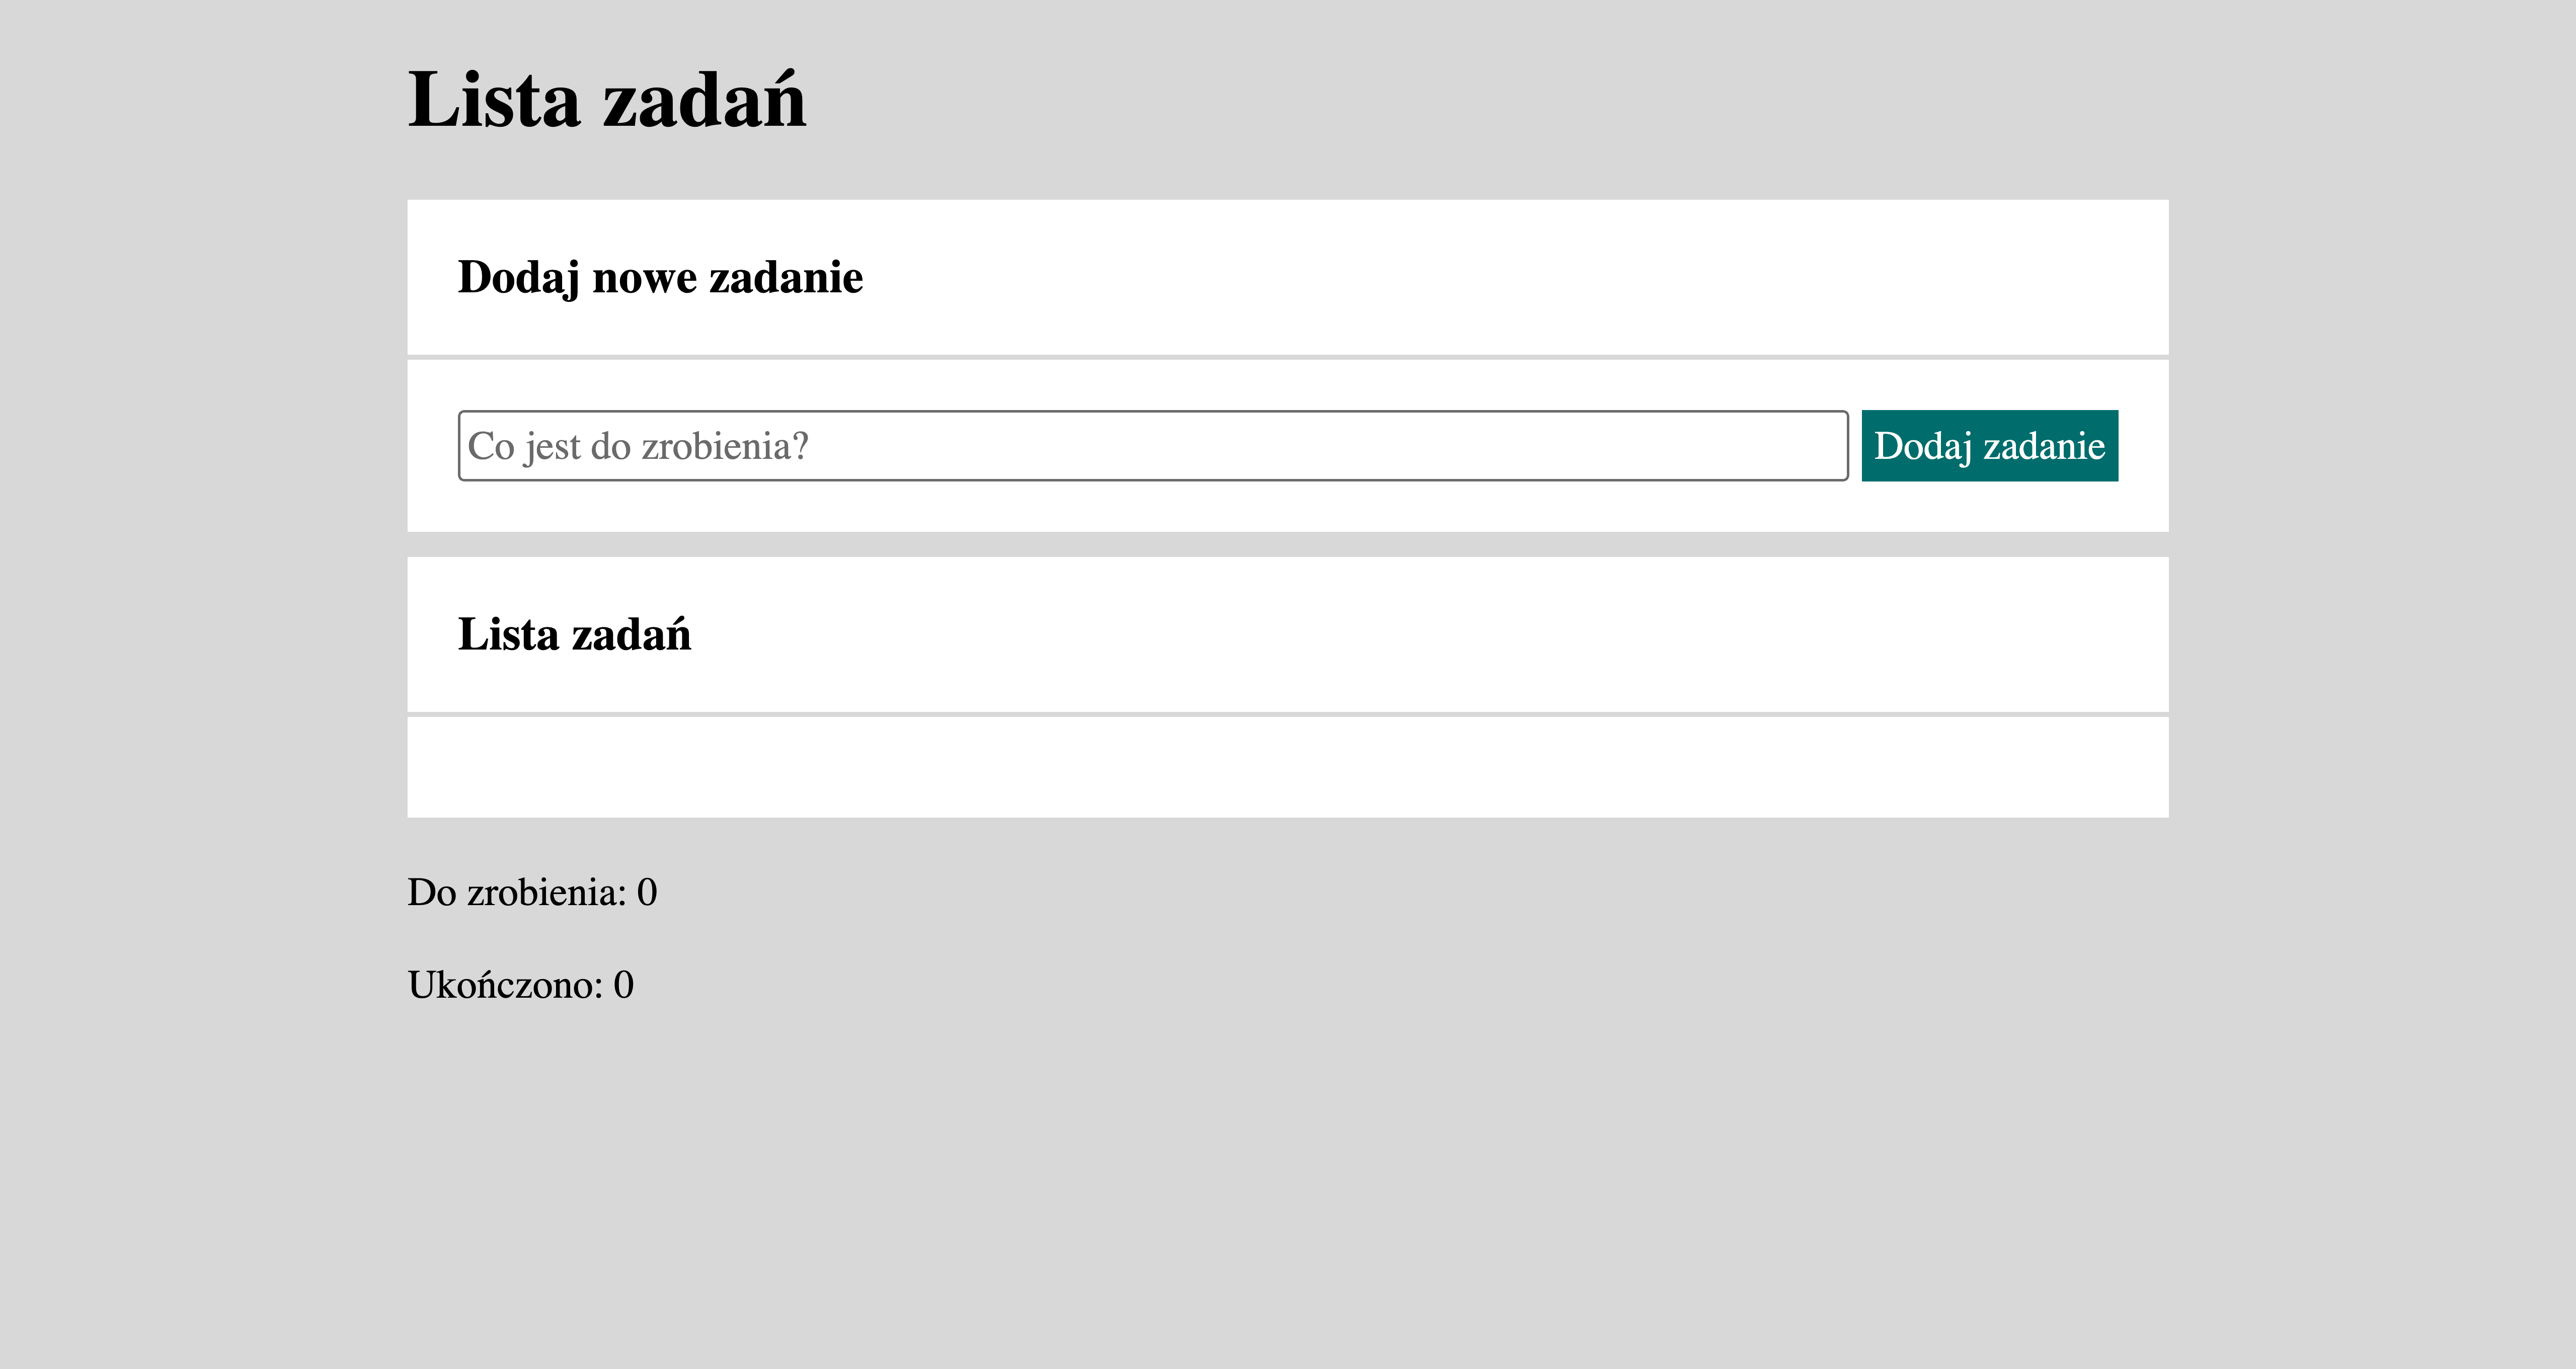 Lista zadań
Dodaj nowe zadanie
Co jest do zrobienia?
Dodaj zadanie
Lista zadań
Do zrobienia: 0
Ukończono: 0